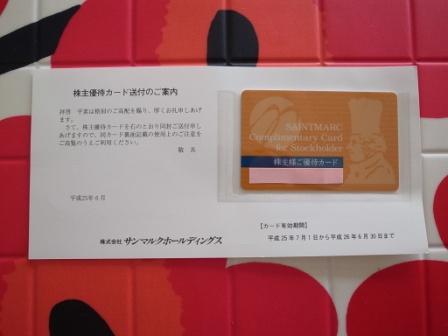 株主優待カード送付のご案内
拝啓 平素は格別のご高配を賜り、厚くお礼申しあげ
ます。
さて、株主優待カードを右のとおり同封ご送付申し
あげますので、同カード裏面記載の使用上のご注意を
ご高覧のうえご利用ください。
敬 具
平成25年6月
株式会社 サンマルクホールディングス
SAINTMARC
Complimentary Card
for Stockholder
株主様ご優待カード
【カード有効期間】
平成25年7月1日から平成26年6月30日まで